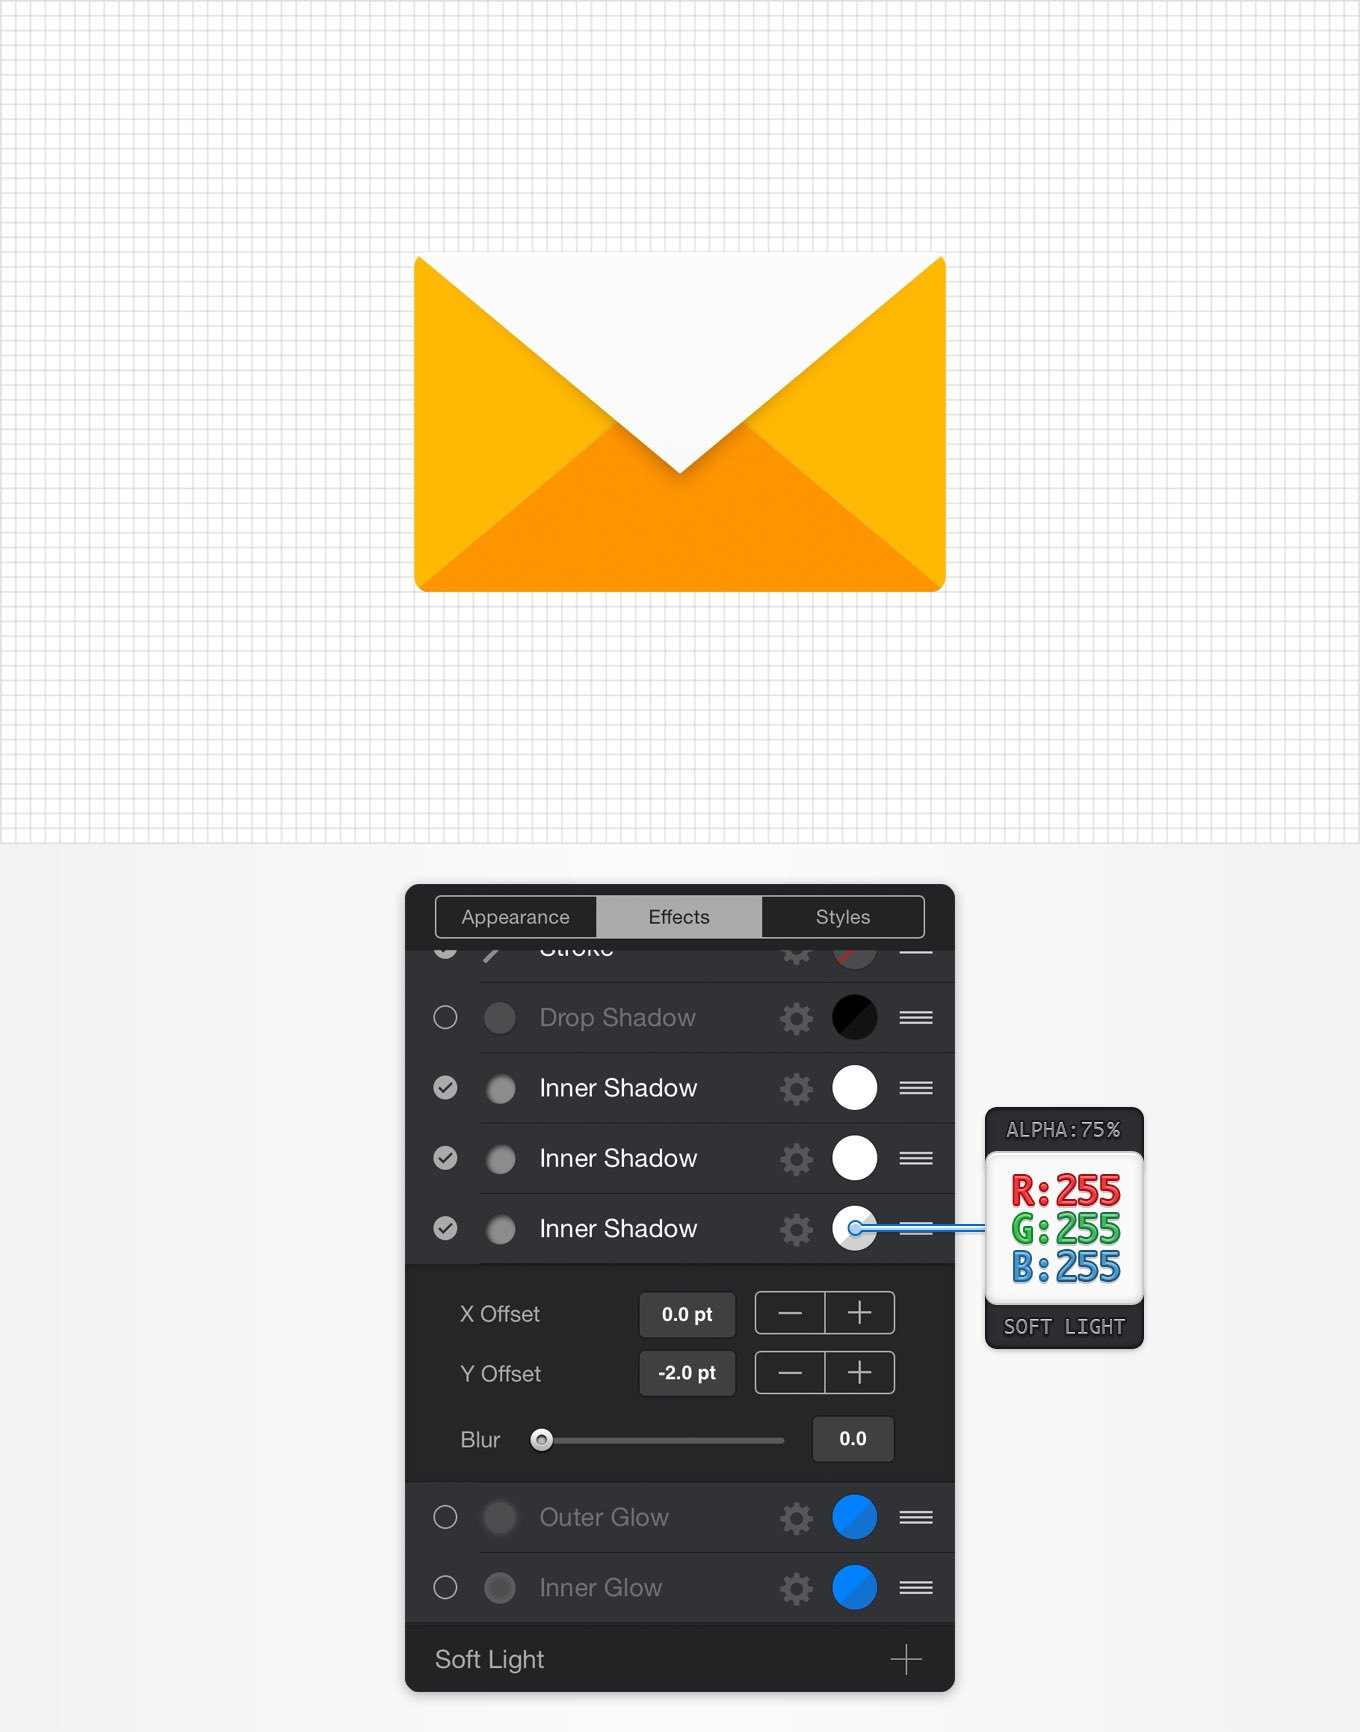 Appearance Effects Styles
Stroke
Drop Shadow
Inner Shadow
Inner Shadow
Inner Shadow
ALPHA:75%
R:255
G:255
B:255
SOFT LIGHT
X Offset 0.0 pt
Y Offset -2.0 pt
Blur 0.0
Outer Glow
Inner Glow
Soft Light